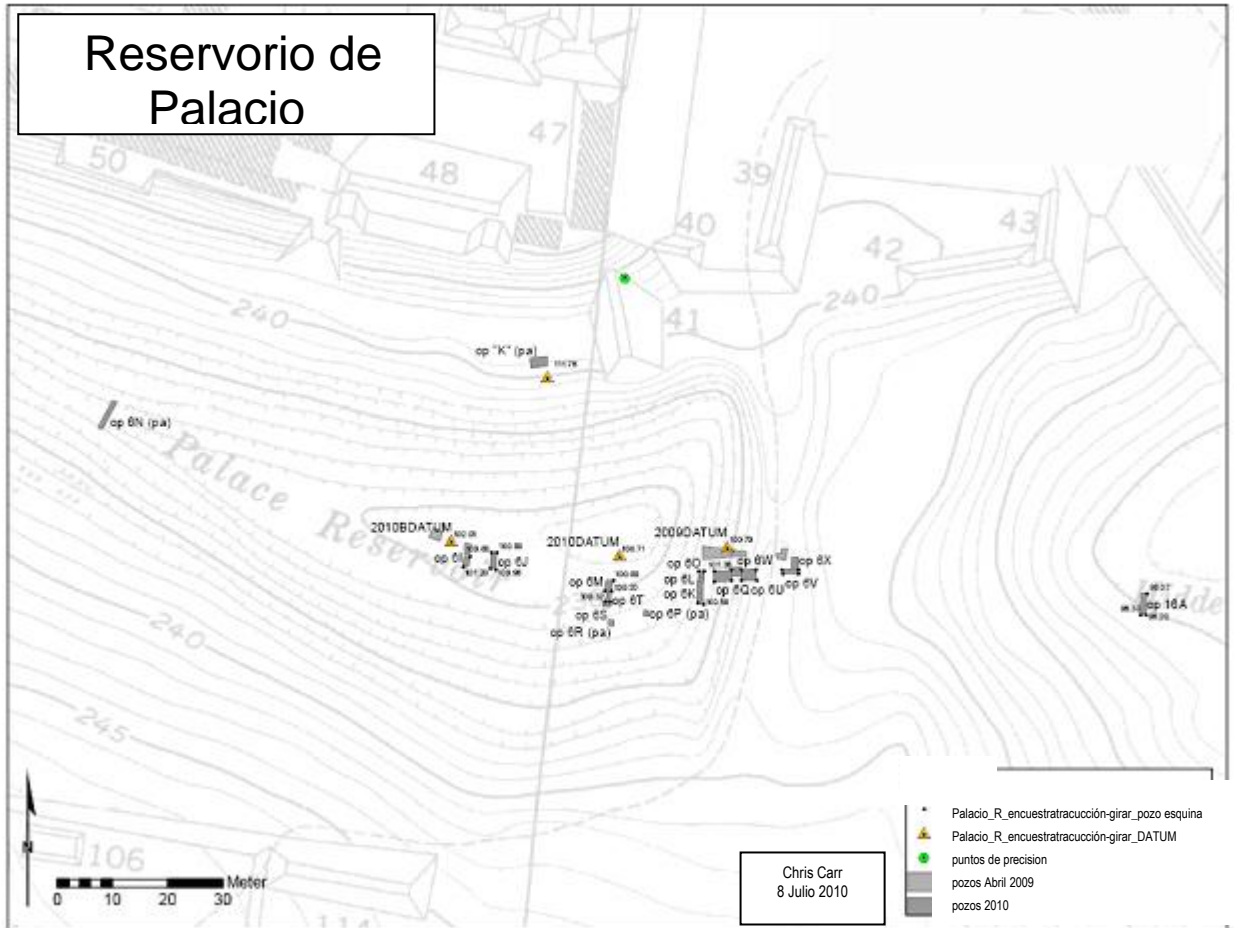 Reservorio de
Palacio
50
48
47
39
40
43
42
41
240
240
op "K" (pa)
op 6N (pa)
Palace Reservoir
2010BDATUM
2010DATUM
100.71
2009DATUM
op 6J
op 6M
op 6T
op 6S
op 6R (pa)
op 6P (pa)
op 6O
op 6L
op 6K
op 6W
op 6Q
op 6U
op 6X
op 6V
op 16A
240
245
106
114
Meter
0 10 20 30
N
Chris Carr
8 Julio 2010
Palacio_R_encuestratracucción-girar_pozo esquina
Palacio_R_encuestratracucción-girar_DATUM
puntos de precision
pozos Abril 2009
pozos 2010